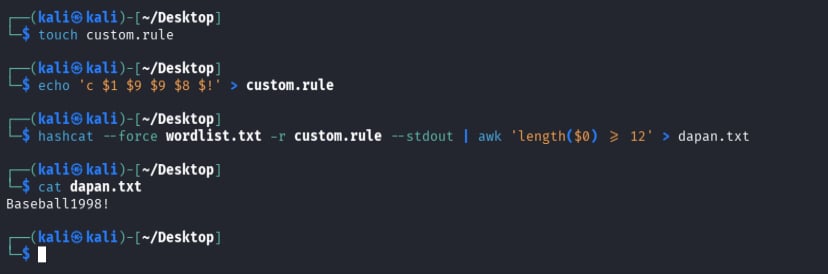 ┌──(kali㉿kali)-[~/Desktop]
└─$ touch custom.rule
┌──(kali㉿kali)-[~/Desktop]
└─$ echo 'c $1 $9 $9 $8 $!' > custom.rule
┌──(kali㉿kali)-[~/Desktop]
└─$ hashcat --force wordlist.txt -r custom.rule --stdout | awk 'length($0) >= 12' > dapan.txt
┌──(kali㉿kali)-[~/Desktop]
└─$ cat dapan.txt
Baseball1998!
┌──(kali㉿kali)-[~/Desktop]
└─$